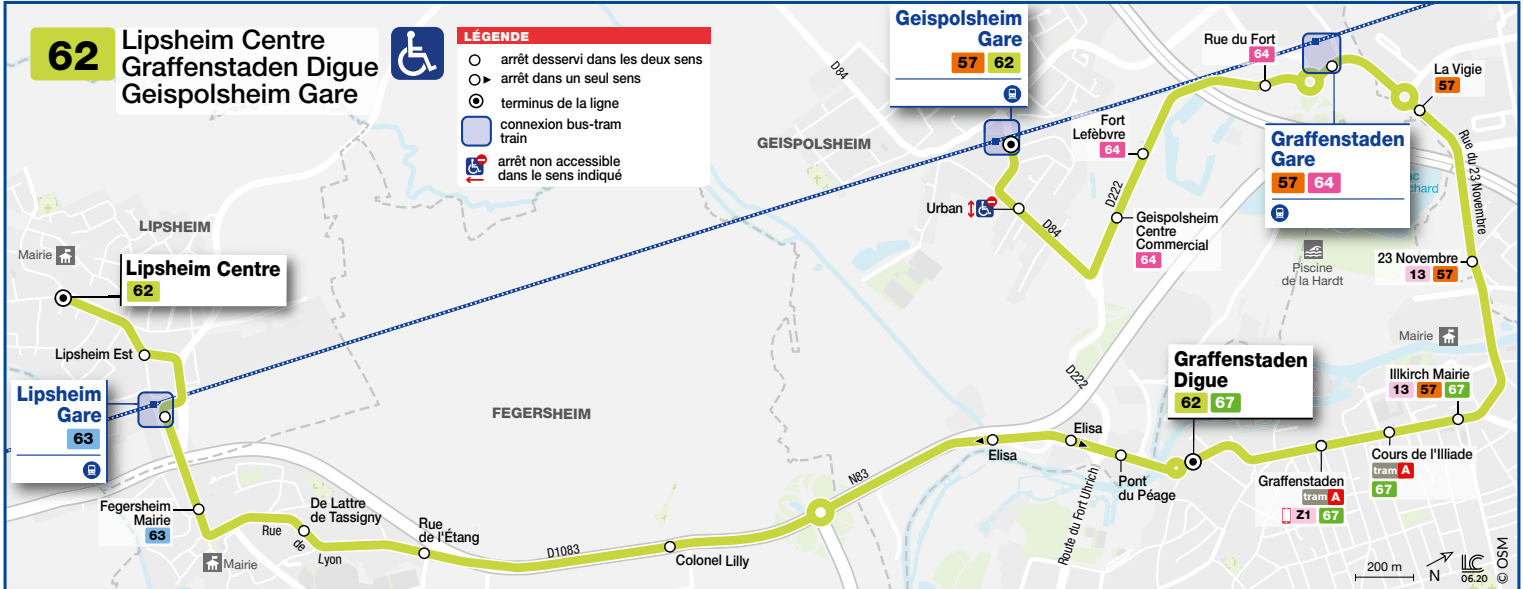 62
Lipsheim Centre
Graffenstaden Digue
Geispolsheim Gare
LÉGENDE
arrêt desservi dans les deux sens
arrêt dans un seul sens
terminus de la ligne
connexion bus-tram
train
arrêt non accessible
dans le sens indiqué
Geispolsheim
Gare
57 62
D84
GEISPOLSHEIM
Rue du Fort
64
La Vigie
57
Fort
Lefèbvre
64
Graffenstaden
Gare
57 64
Rue du 23 Novembre
Urban
D84
D222
Geispolsheim
Centre
Commercial
64
Piscine
de la Hardt
23 Novembre
13 57
Mairie
LIPSHEIM
Mairie
Lipsheim Centre
62
Lipsheim Est
Lipsheim
Gare
63
FEGERSHEIM
D222
Graffenstaden
Digue
62 67
Illkirch Mairie
13 57 67
Cours de l'Illiade
tram A
67
Graffenstaden
tram A
Z1 67
Elisa
Elisa
Pont
du Péage
Route du Fort Uhrich
N83
Fegersheim
Mairie
63
De Lattre
de Tassigny
Rue
de
Lyon
Mairie
Rue
de l'Étang
D1083
Colonel Lilly
200 m
N
LC
06.20
© OSM